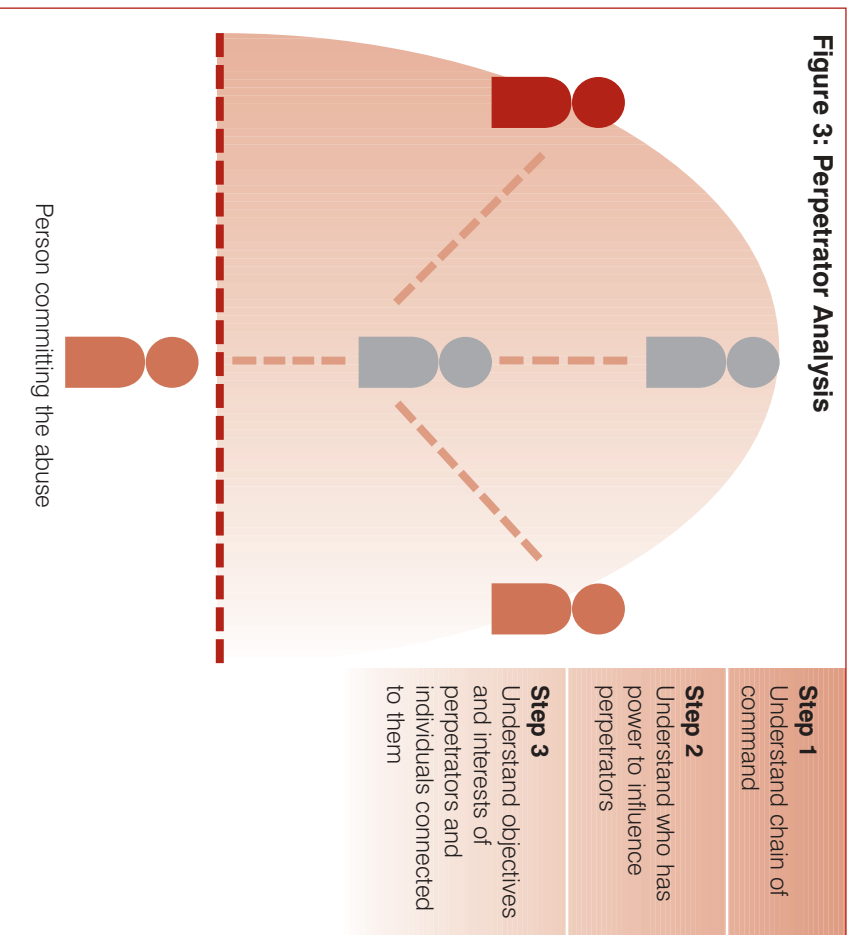 Figure 3: Perpetrator Analysis
Step 1
Understand chain of
command
Step 2
Understand who has
power to influence
perpetrators
Step 3
Understand objectives
and interests of
perpetrators and
individuals connected
to them
Person committing the abuse